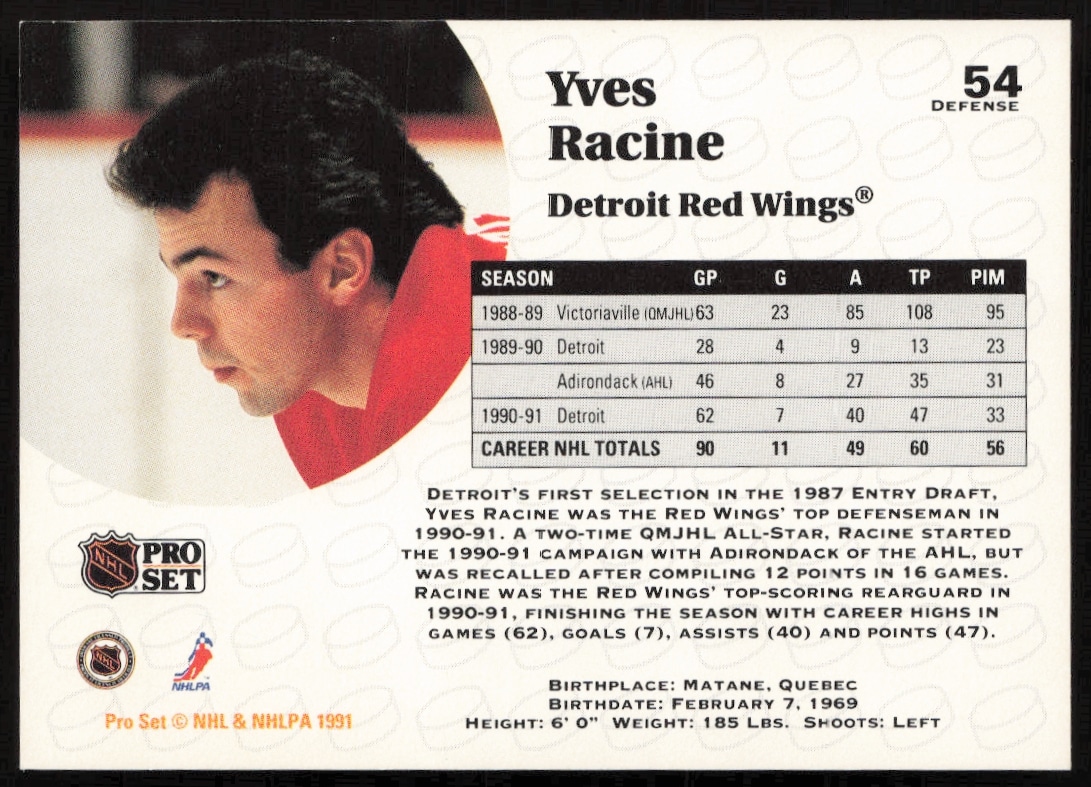 Yves
Racine
54
DEFENSE
Detroit Red Wings®
SEASON GP G A TP PIM
1988-89 Victoriaville (QMJHL) 63 23 85 108 95
1989-90 Detroit 28 4 9 13 23
Adirondack (AHL) 46 8 27 35 31
1990-91 Detroit 62 7 40 47 33
CAREER NHL TOTALS 90 11 49 60 56
DETROIT'S FIRST SELECTION IN THE 1987 ENTRY DRAFT,
YVES RACINE WAS THE RED WINGS' TOP DEFENSEMAN IN
1990-91. A TWO-TIME QMJHL ALL-STAR, RACINE STARTED
THE 1990-91 CAMPAIGN WITH ADIRONDACK OF THE AHL, BUT
WAS RECALLED AFTER COMPILING 12 POINTS IN 16 GAMES.
RACINE WAS THE RED WINGS' TOP-SCORING REARGUARD IN
1990-91, FINISHING THE SEASON WITH CAREER HIGHS IN
GAMES (62), GOALS (7), ASSISTS (40) AND POINTS (47).
NHL PRO
SET
NHL
NHLPA
BIRTHPLACE: MATANE, QUEBEC
BIRTHDATE: FEBRUARY 7, 1969
HEIGHT: 6' 0" WEIGHT: 185 LBS. SHOOTS: LEFT
Pro Set © NHL & NHLPA 1991